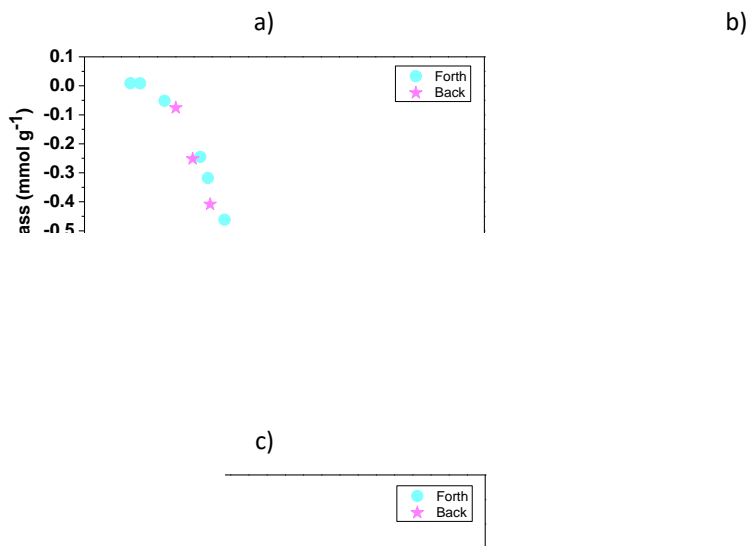 a)
b)
0.1
0.0
-0.1
-0.2
-0.3
-0.4
-0.5
ass (mmol g-1)
Forth
Back
c)
Forth
Back